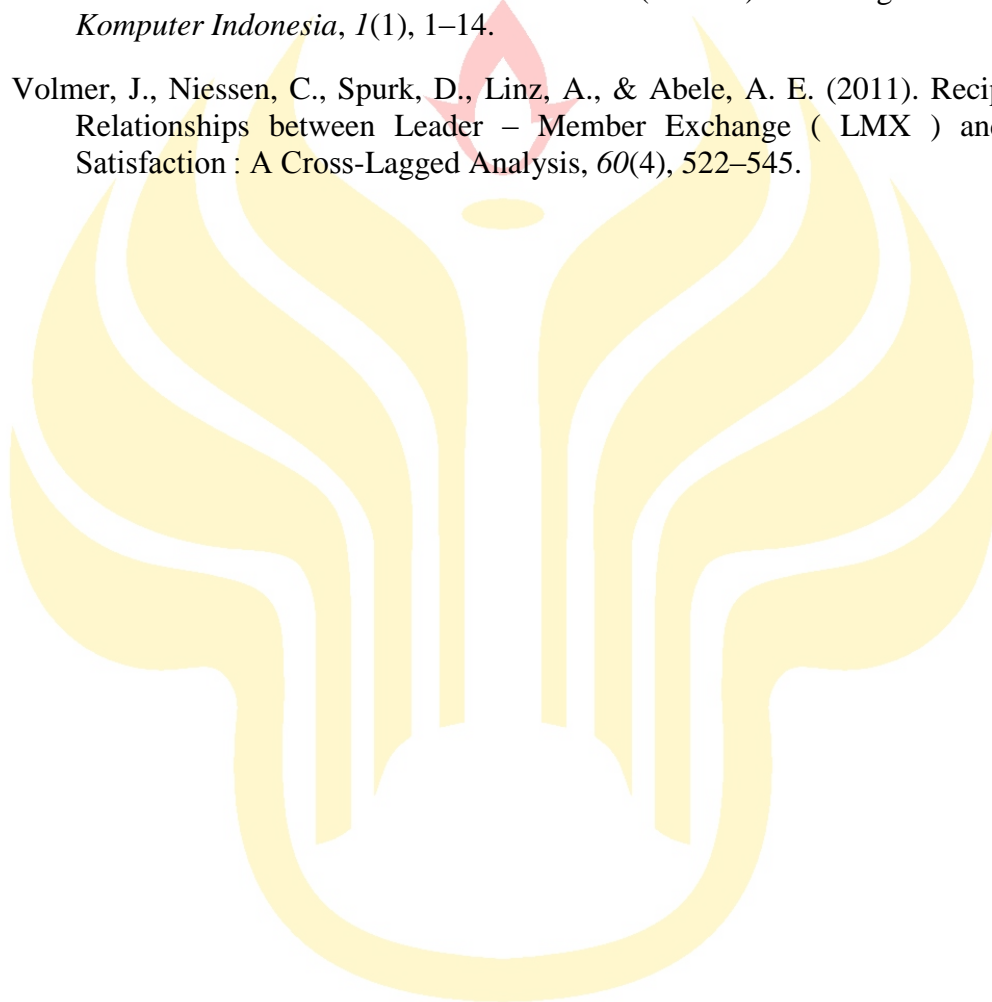 Komputer Indonesia, 1(1), 1–14.
Volmer, J., Niessen, C., Spurk, D., Linz, A., & Abele, A. E. (2011).
Relationships between Leader – Member Exchange ( LMX ) and
Satisfaction : A Cross-Lagged Analysis, 60(4), 522–545.